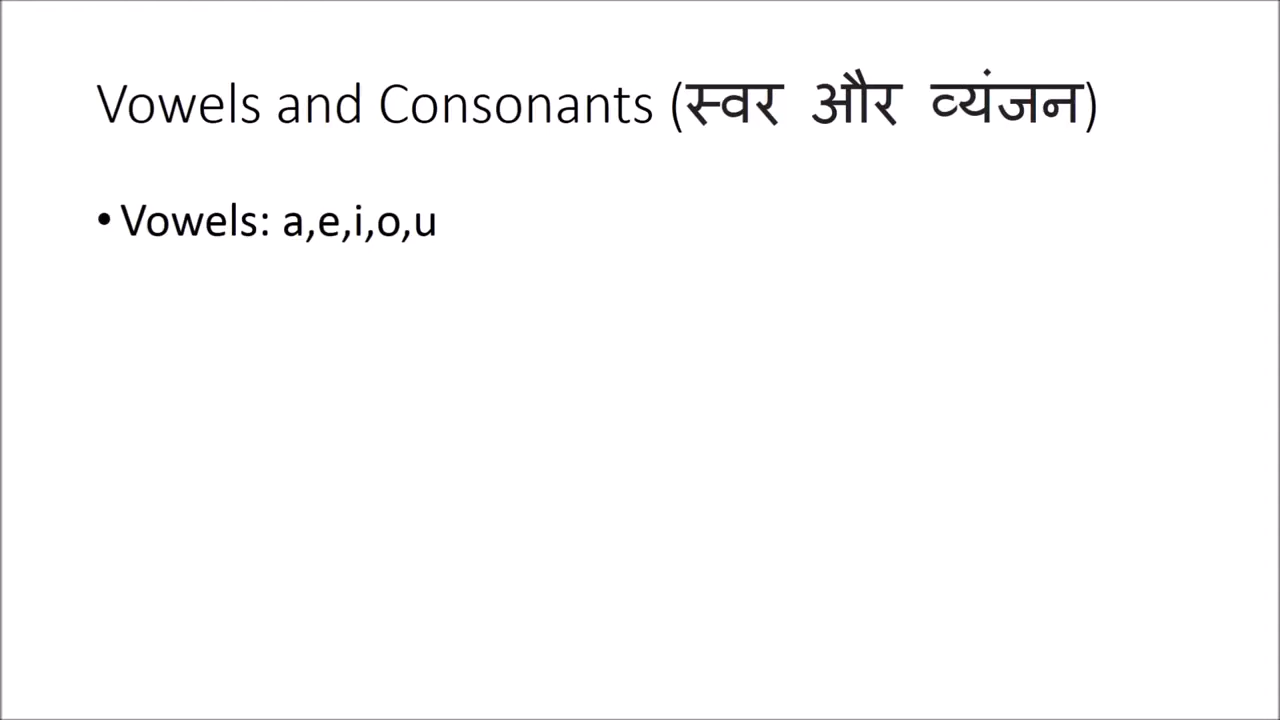 Vowels and Consonants (स्वर और व्यंजन)
• Vowels: a,e,i,o,u